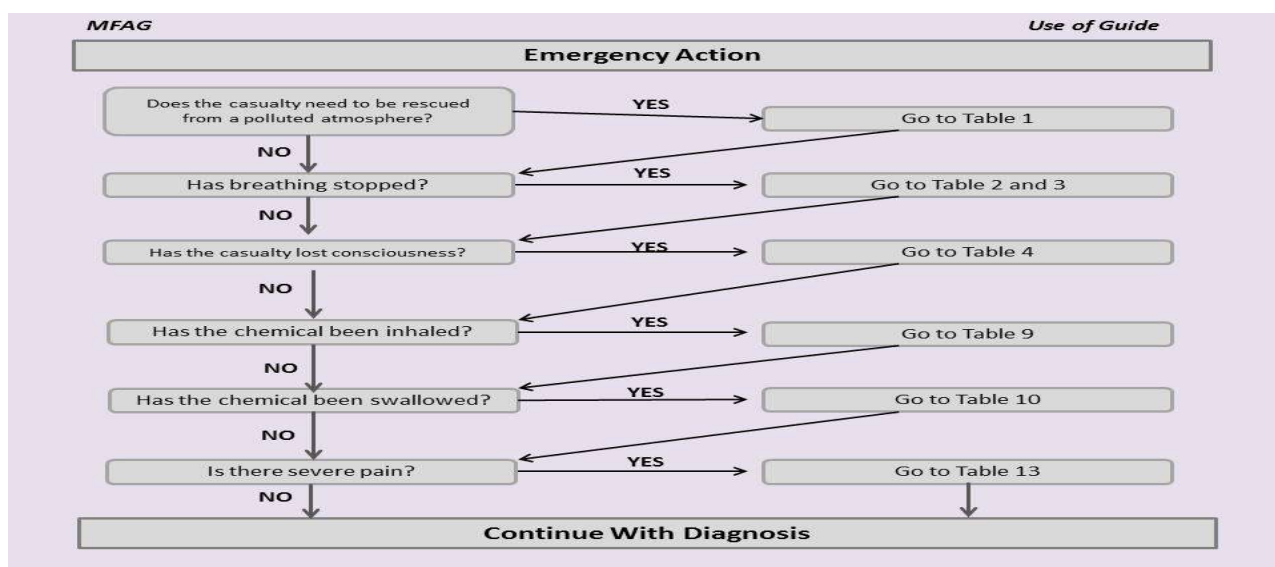 MFAG
Use of Guide
Emergency Action
Does the casualty need to be rescued
from a polluted atmosphere?
YES
Go to Table 1
NO
Has breathing stopped?
YES
Go to Table 2 and 3
NO
Has the casualty lost consciousness?
YES
Go to Table 4
NO
Has the chemical been inhaled?
YES
Go to Table 9
NO
Has the chemical been swallowed?
YES
Go to Table 10
NO
Is there severe pain?
YES
Go to Table 13
NO
Continue With Diagnosis